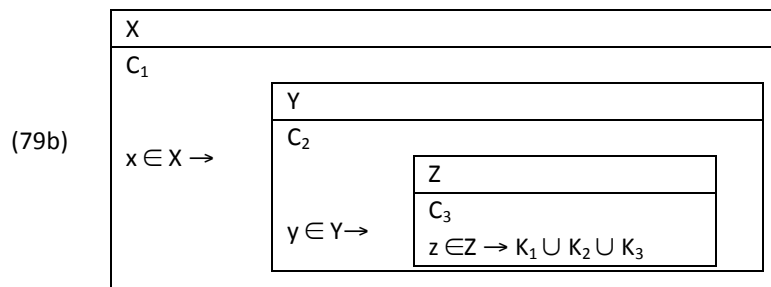 X
C₁
Y
(79b)
C₂
x ∈ X →
Z
C₃
y ∈ Y→
z ∈Z → K₁ ∪ K₂ ∪ K₃